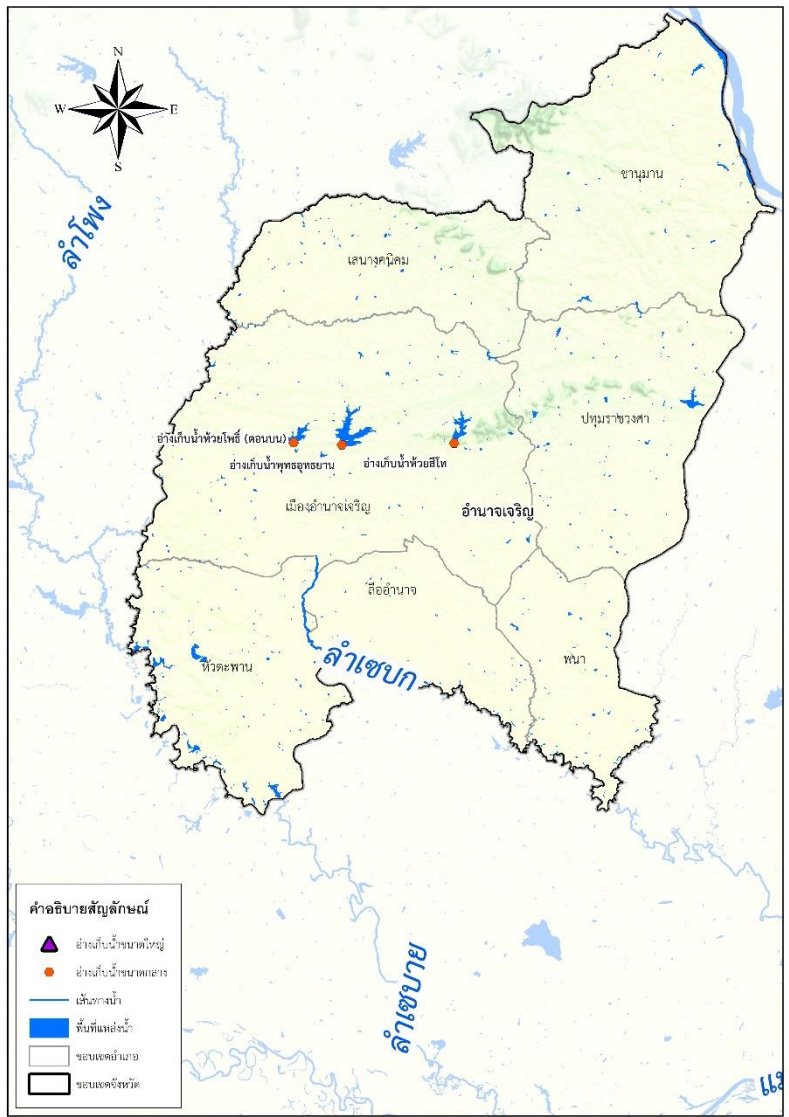 N
W
E
S
ลำโพง
ชานุมาน
เสนางคนิคม
ปทุมราชวงศา
อ่างเก็บน้ำห้วยโพธิ์ (ตอนบน)
อ่างเก็บน้ำพุทธอุทยาน
อ่างเก็บน้ำห้วยสีโท
เมืองอำนาจเจริญ
อำนาจเจริญ
ลืออำนาจ
หัวตะพาน
ลำเซบก
พนา
ลำเซบาย
คำอธิบายสัญลักษณ์
อ่างเก็บน้ำขนาดใหญ่
อ่างเก็บน้ำขนาดกลาง
เส้นทางน้ำ
พื้นที่แหล่งน้ำ
ขอบเขตอำเภอ
ขอบเขตจังหวัด